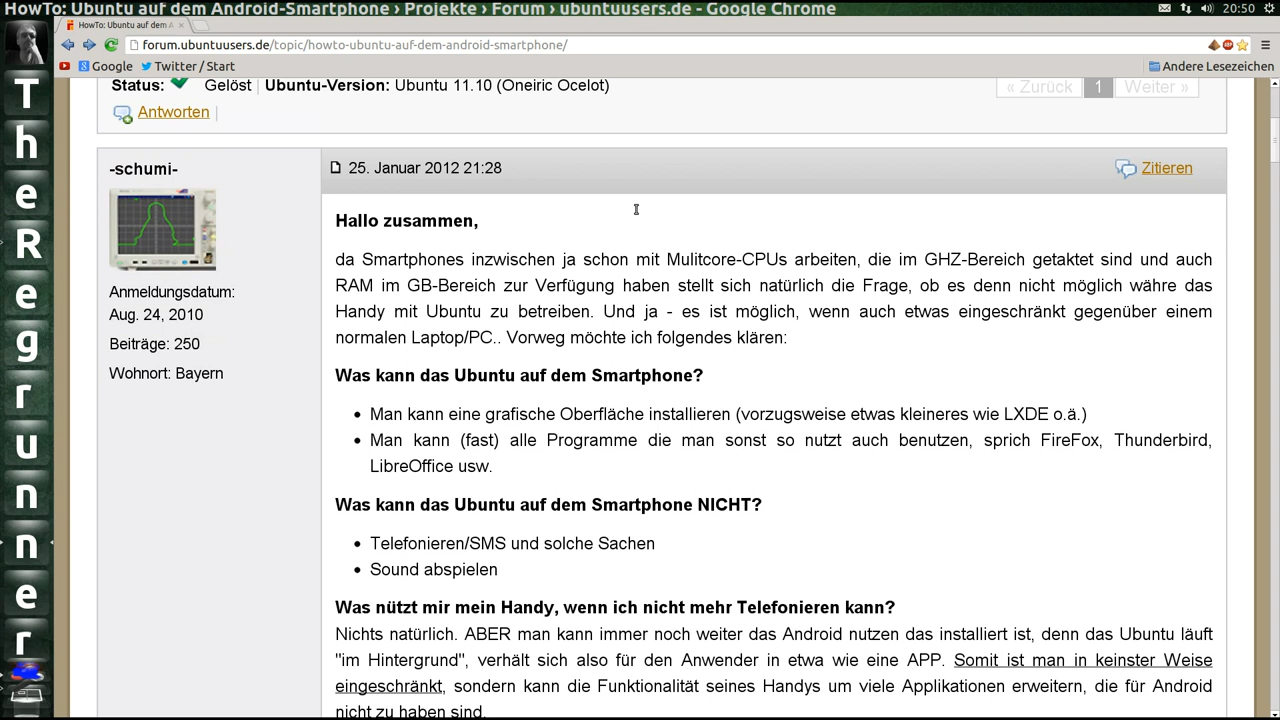 HowTo: Ubuntu auf dem Android-Smartphone › Projekte › Forum › ubuntuusers.de - Google Chrome
20:50
HowTo: Ubuntu auf dem A
forum.ubuntuusers.de/topic/howto-ubuntu-auf-dem-android-smartphone/
Google
Twitter / Start
Andere Lesezeichen
Status: Gelöst Ubuntu-Version: Ubuntu 11.10 (Oneiric Ocelot)
« Zurück 1 Weiter »
Antworten
-schumi-
25. Januar 2012 21:28
Zitieren
Anmeldungsdatum:
Aug. 24, 2010
Beiträge: 250
Wohnort: Bayern
Hallo zusammen,
da Smartphones inzwischen ja schon mit Mulitcore-CPUs arbeiten, die im GHZ-Bereich getaktet sind und auch
RAM im GB-Bereich zur Verfügung haben stellt sich natürlich die Frage, ob es denn nicht möglich währe das
Handy mit Ubuntu zu betreiben. Und ja - es ist möglich, wenn auch etwas eingeschränkt gegenüber einem
normalen Laptop/PC.. Vorweg möchte ich folgendes klären:
Was kann das Ubuntu auf dem Smartphone?
• Man kann eine grafische Oberfläche installieren (vorzugsweise etwas kleineres wie LXDE o.ä.)
• Man kann (fast) alle Programme die man sonst so nutzt auch benutzen, sprich FireFox, Thunderbird,
LibreOffice usw.
Was kann das Ubuntu auf dem Smartphone NICHT?
• Telefonieren/SMS und solche Sachen
• Sound abspielen
Was nützt mir mein Handy, wenn ich nicht mehr Telefonieren kann?
Nichts natürlich. ABER man kann immer noch weiter das Android nutzen das installiert ist, denn das Ubuntu läuft
"im Hintergrund", verhält sich also für den Anwender in etwa wie eine APP. Somit ist man in keinster Weise
eingeschränkt, sondern kann die Funktionalität seines Handys um viele Applikationen erweitern, die für Android
nicht zu haben sind.
T
h
e
R
e
g
r
u
n
n
e
r